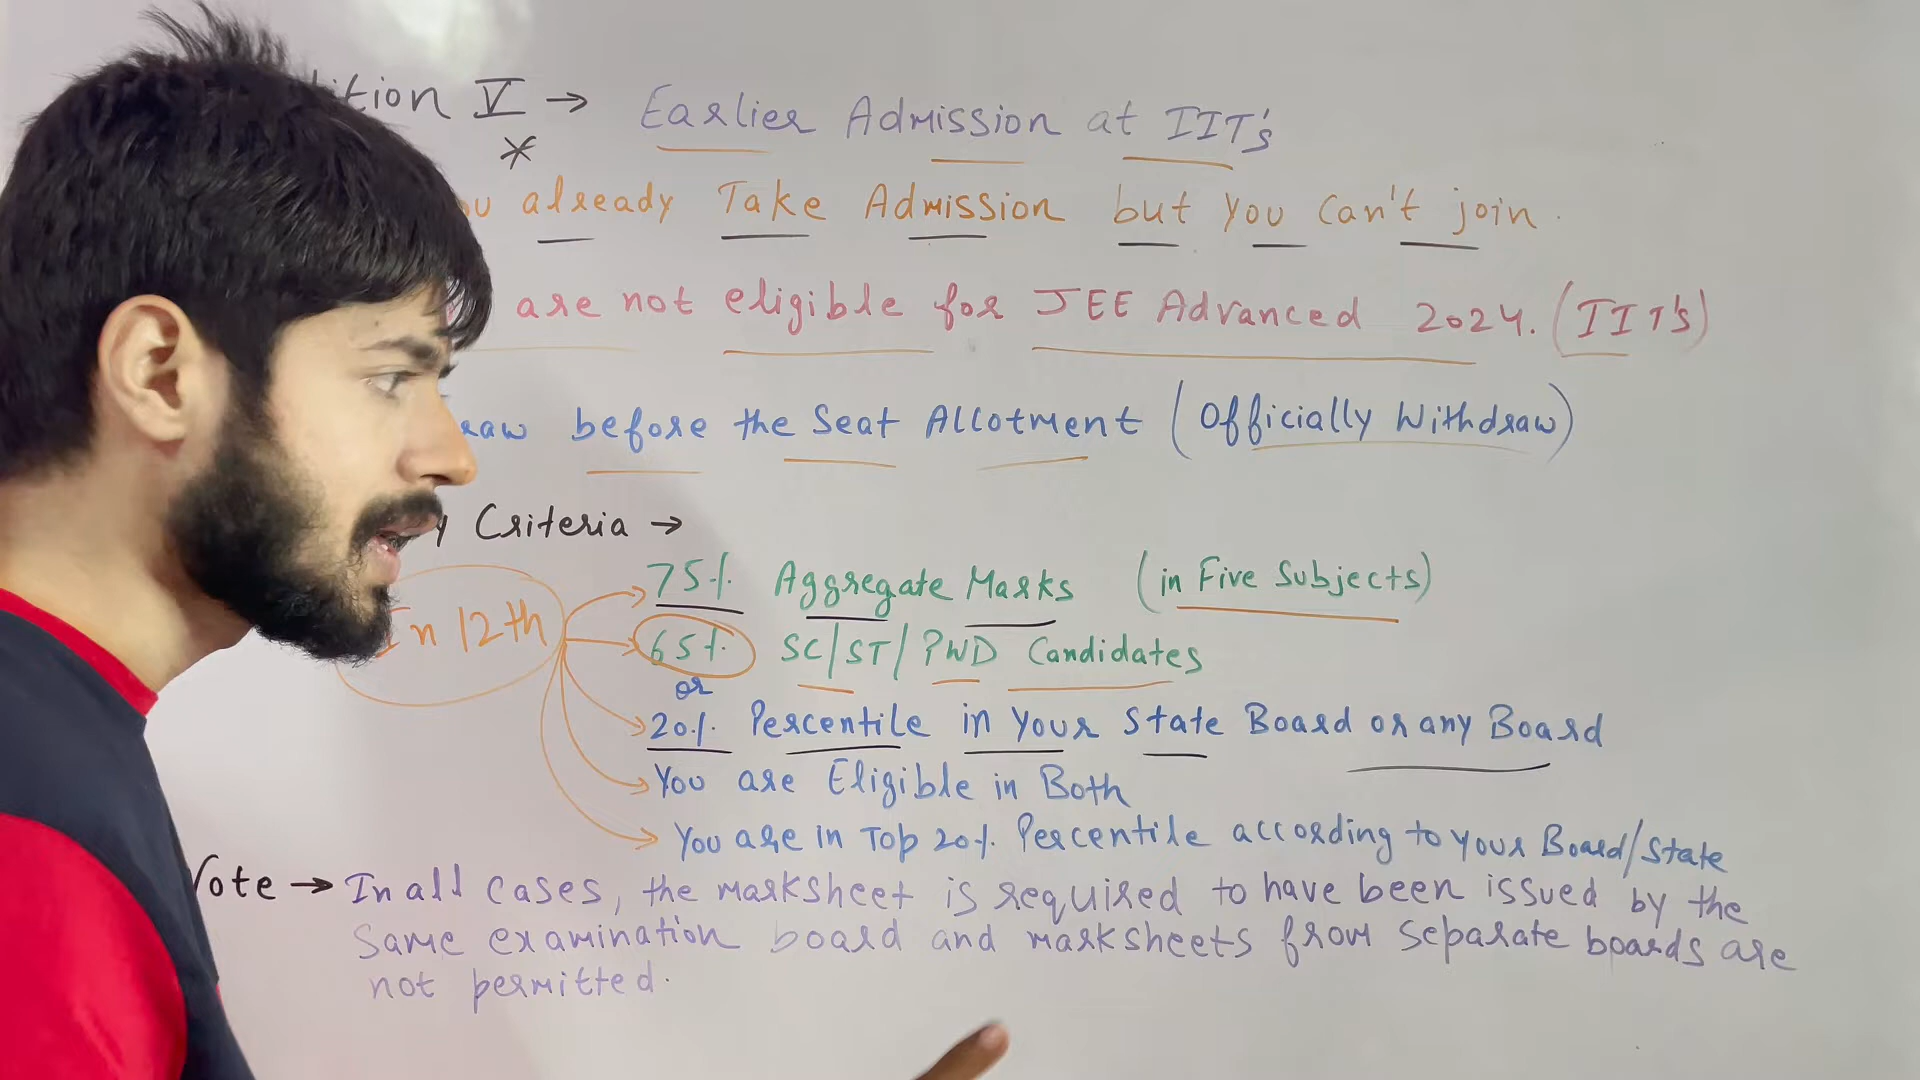 V → Earlier Admission at IIT's
*
already Take Admission but you can't join.
are not eligible for JEE Advanced 2024. (IIT's)
before the Seat Allotment (Officially Withdraw)
Criteria →
75% Aggregate Marks (in Five Subjects)
In 12th
65% SC/ST/PWD Candidates
or
20% Percentile in your State Board or any Board
You are Eligible in Both
You are in Top 20% Percentile according to your Board/State
Note → In all cases, the marksheet is required to have been issued by the
same examination board and marksheets from separate boards are
not permitted.